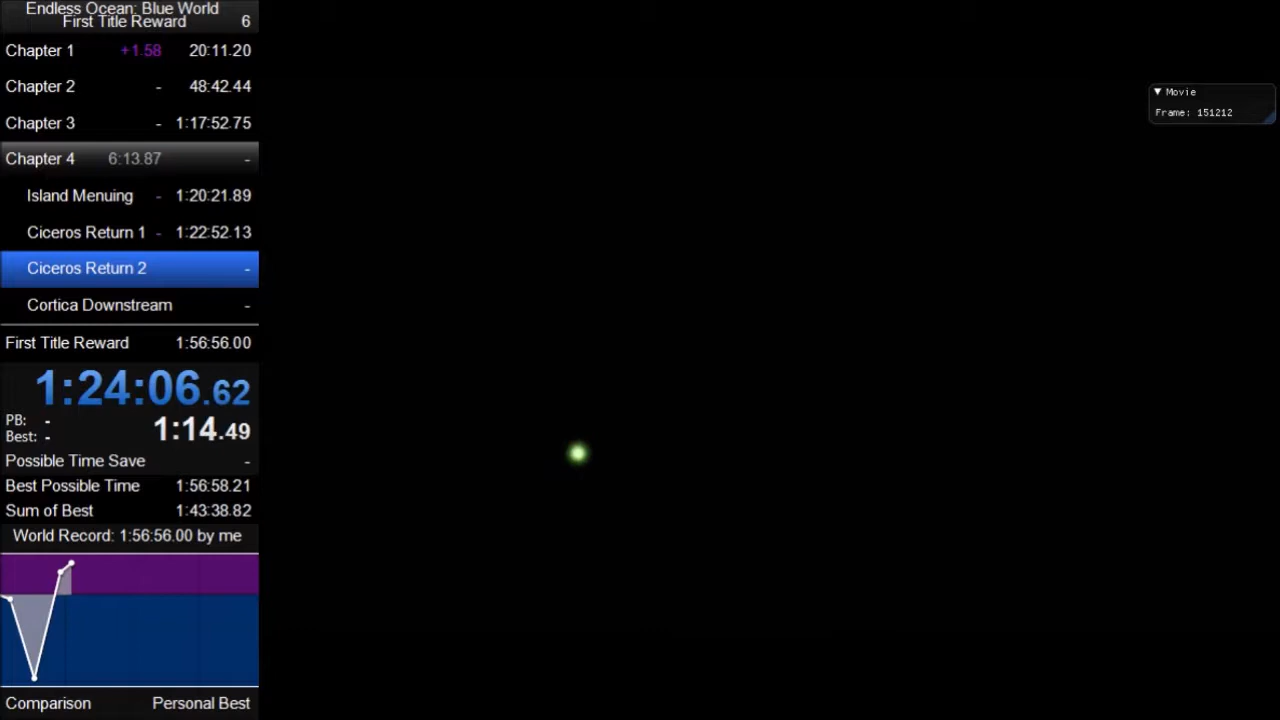 Endless Ocean: Blue World
First Title Reward 6
Chapter 1 +1.58 20:11.20
Chapter 2 - 48:42.44
Chapter 3 - 1:17:52.75
Chapter 4 6:13.87 -
Island Menuing - 1:20:21.89
Ciceros Return 1 - 1:22:52.13
Ciceros Return 2 -
Cortica Downstream -
First Title Reward 1:56:56.00
1:24:06.62
PB: -
Best: - 1:14.49
Possible Time Save -
Best Possible Time 1:56:58.21
Sum of Best 1:43:38.82
World Record: 1:56:56.00 by me
Comparison Personal Best
▼ Movie
Frame: 151212